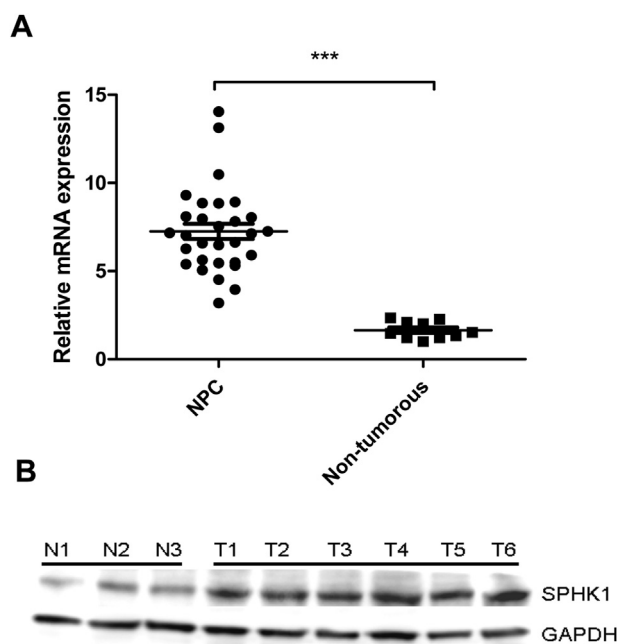 A
***
15
10
5
0
Relative mRNA expression
NPC
Non-tumorous
B
N1 N2 N3 T1 T2 T3 T4 T5 T6
SPHK1
GAPDH